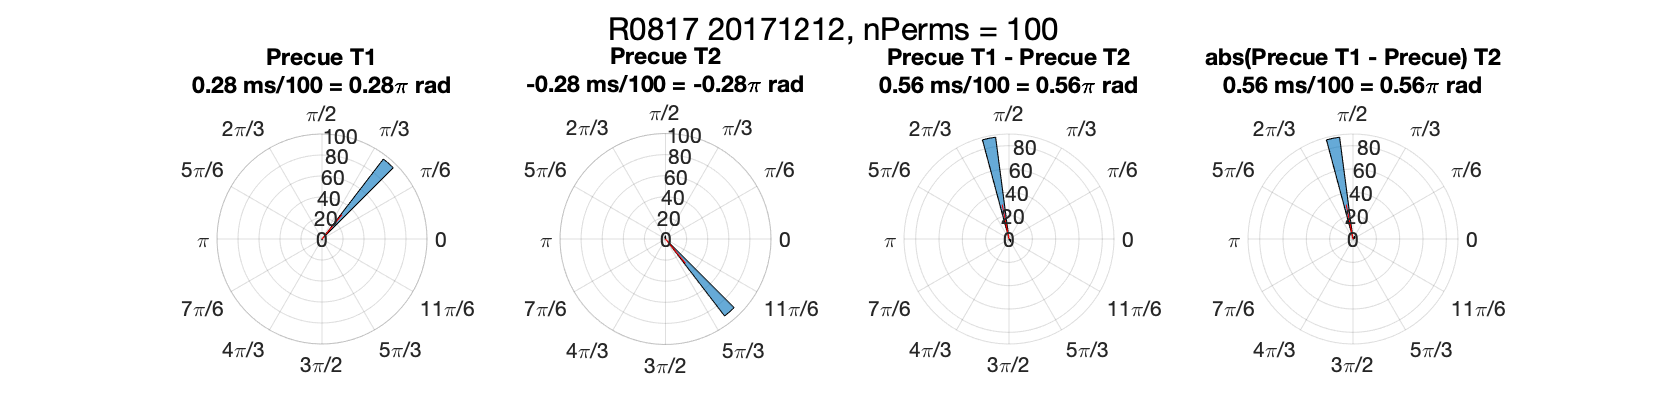 R0817 20171212, nPerms = 100
Precue T1
0.28 ms/100 = 0.28π rad
π/2
2π/3
π/3
5π/6
π/6
π
0
7π/6
11π/6
4π/3
5π/3
3π/2
100
80
60
40
20
0
Precue T2
-0.28 ms/100 = -0.28π rad
π/2
2π/3
π/3
5π/6
π/6
π
0
7π/6
11π/6
4π/3
5π/3
3π/2
100
80
60
40
20
0
Precue T1 - Precue T2
0.56 ms/100 = 0.56π rad
π/2
2π/3
π/3
5π/6
π/6
π
0
7π/6
11π/6
4π/3
5π/3
3π/2
80
60
40
20
0
abs(Precue T1 - Precue) T2
0.56 ms/100 = 0.56π rad
π/2
2π/3
π/3
5π/6
π/6
π
0
7π/6
11π/6
4π/3
5π/3
3π/2
80
60
40
20
0